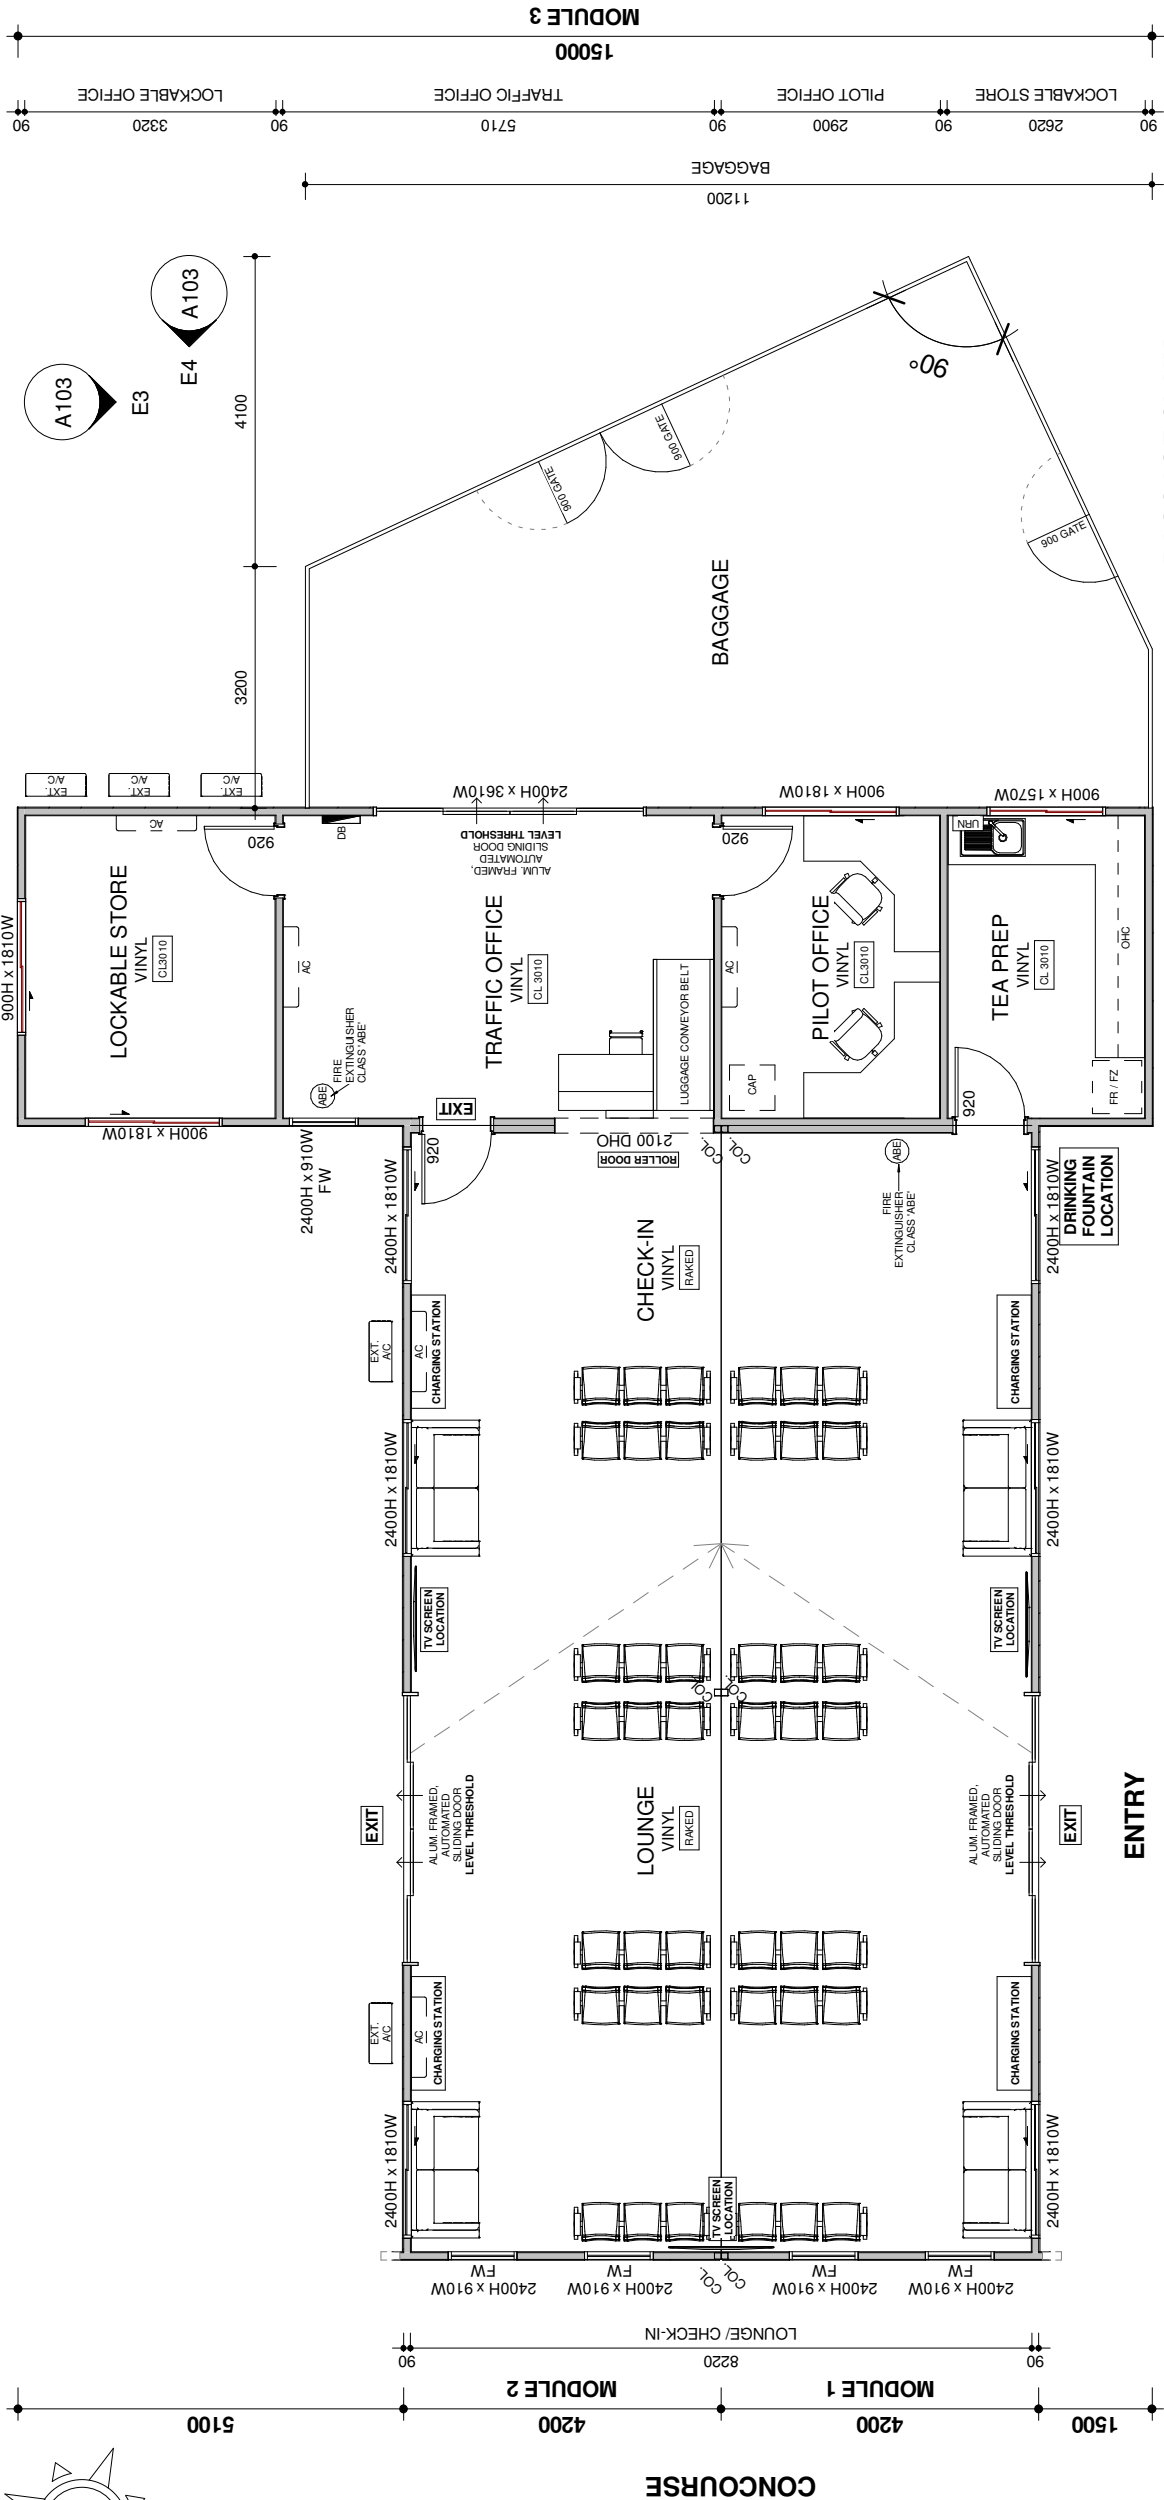 MODULE 3
15000
90
LOCKABLE OFFICE
3320
90
TRAFFIC OFFICE
5710
90
PILOT OFFICE
2900
90
LOCKABLE STORE
2620
90
BAGGAGE
11200
A103
E4
A103
E3
4100
3200
90°
900 GATE
900 GATE
900 GATE
BAGGAGE
EXT.
A/C
EXT.
A/C
EXT.
A/C
2400H x 3610W
900H x 1810W
900H x 1570W
900H x 1810W
AC
920
DB
ALUM. FRAMED,
AUTOMATED
SLIDING DOOR
LEVEL THRESHOLD
920
URN
LOCKABLE STORE
VINYL
CL3010
AC
TRAFFIC OFFICE
VINYL
CL 3010
AC
PILOT OFFICE
VINYL
CL3010
TEA PREP
VINYL
CL 3010
OHC
ABE
FIRE
EXTINGUISHER
CLASS 'ABE'
LUGGAGE CONVEYOR BELT
CAP
FR / FZ
EXIT
920
900H x 1810W
2400H x 910W
FW
920
2100 DHO
ROLLER DOOR
COL.
COL.
ABE
FIRE
EXTINGUISHER
CLASS 'ABE'
2400H x 1810W
2400H x 1810W
DRINKING
FOUNTAIN
LOCATION
CHECK-IN
VINYL
RAKED
EXT.
A/C
AC
CHARGING STATION
CHARGING STATION
2400H x 1810W
2400H x 1810W
TV SCREEN
LOCATION
TV SCREEN
LOCATION
COL.
COL.
EXIT
ALUM. FRAMED,
AUTOMATED
SLIDING DOOR
LEVEL THRESHOLD
LOUNGE
VINYL
RAKED
ALUM. FRAMED,
AUTOMATED
SLIDING DOOR
LEVEL THRESHOLD
EXIT
ENTRY
EXT.
A/C
AC
CHARGING STATION
CHARGING STATION
2400H x 1810W
2400H x 1810W
TV SCREEN
LOCATION
2400H x 910W
FW
2400H x 910W
FW
COL.
COL.
2400H x 910W
FW
2400H x 910W
FW
90
LOUNGE/ CHECK-IN
8220
90
5100
MODULE 2
4200
MODULE 1
4200
1500
CONCOURSE